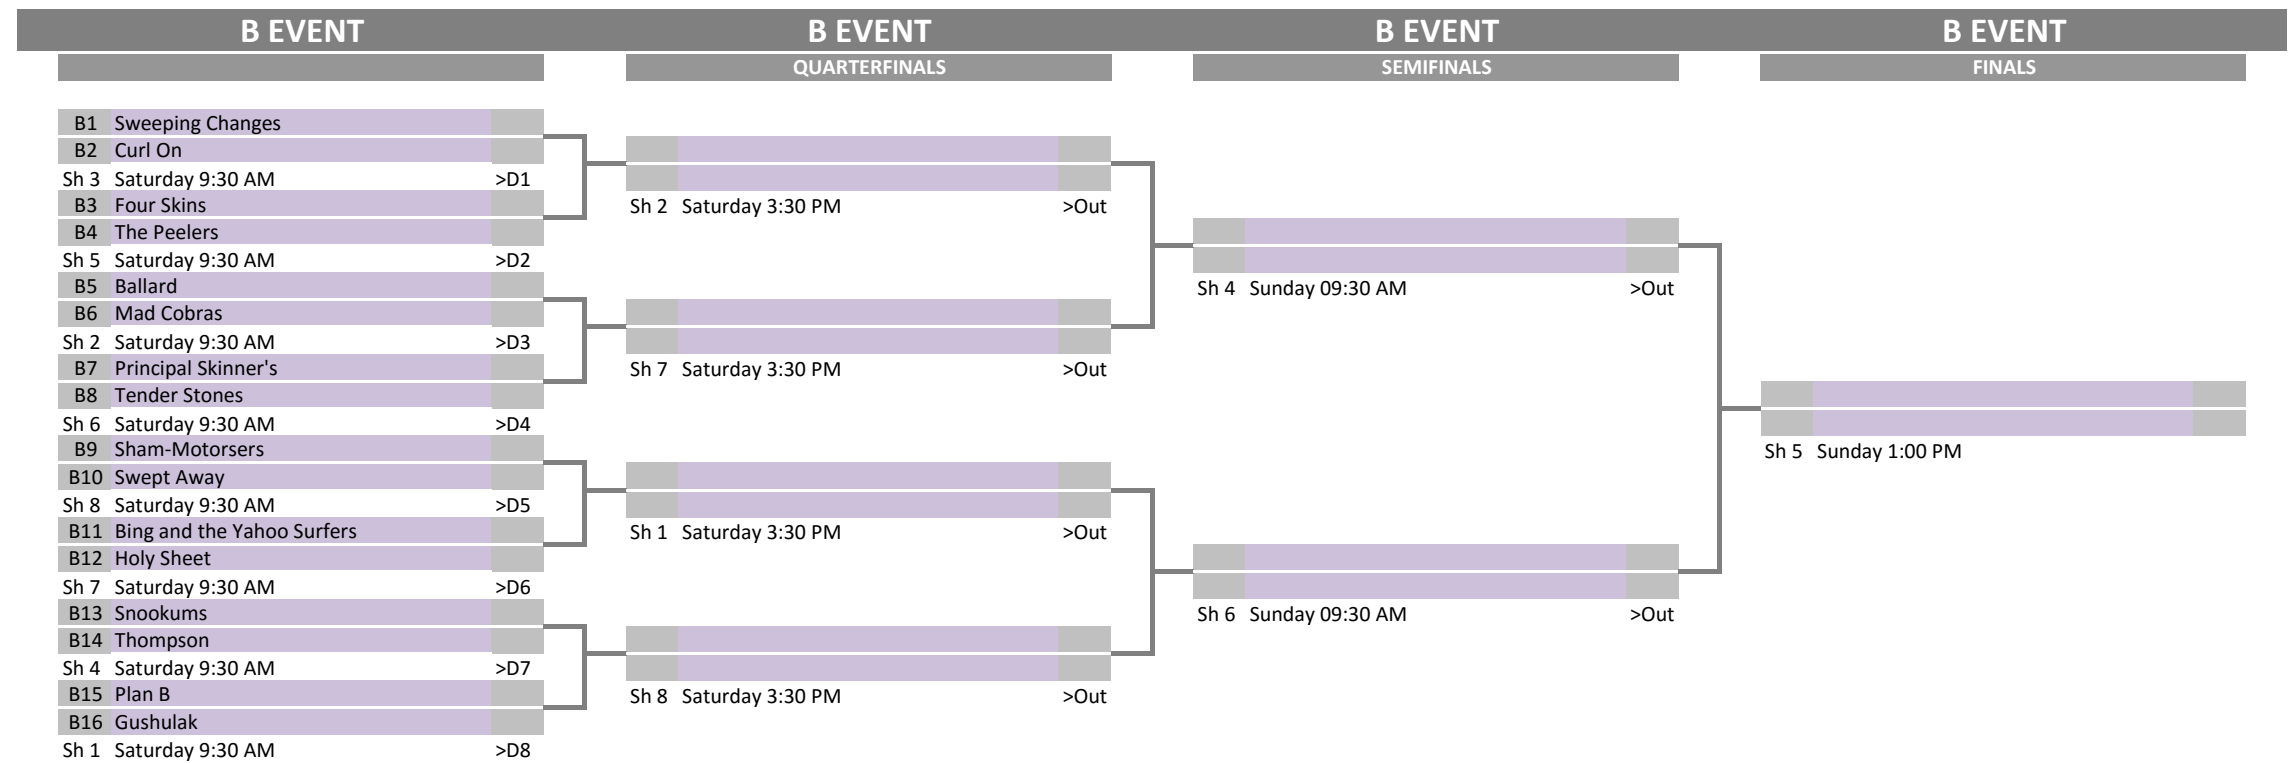 B EVENT B EVENT B EVENT B EVENT
QUARTERFINALS SEMIFINALS FINALS
B1 Sweeping Changes
B2 Curl On
Sh 3 Saturday 9:30 AM >D1
B3 Four Skins
B4 The Peelers
Sh 5 Saturday 9:30 AM >D2
B5 Ballard
B6 Mad Cobras
Sh 2 Saturday 9:30 AM >D3
B7 Principal Skinner's
B8 Tender Stones
Sh 6 Saturday 9:30 AM >D4
B9 Sham-Motorsers
B10 Swept Away
Sh 8 Saturday 9:30 AM >D5
B11 Bing and the Yahoo Surfers
B12 Holy Sheet
Sh 7 Saturday 9:30 AM >D6
B13 Snookums
B14 Thompson
Sh 4 Saturday 9:30 AM >D7
B15 Plan B
B16 Gushulak
Sh 1 Saturday 9:30 AM >D8
Sh 2 Saturday 3:30 PM >Out
Sh 7 Saturday 3:30 PM >Out
Sh 1 Saturday 3:30 PM >Out
Sh 8 Saturday 3:30 PM >Out
Sh 4 Sunday 09:30 AM >Out
Sh 6 Sunday 09:30 AM >Out
Sh 5 Sunday 1:00 PM